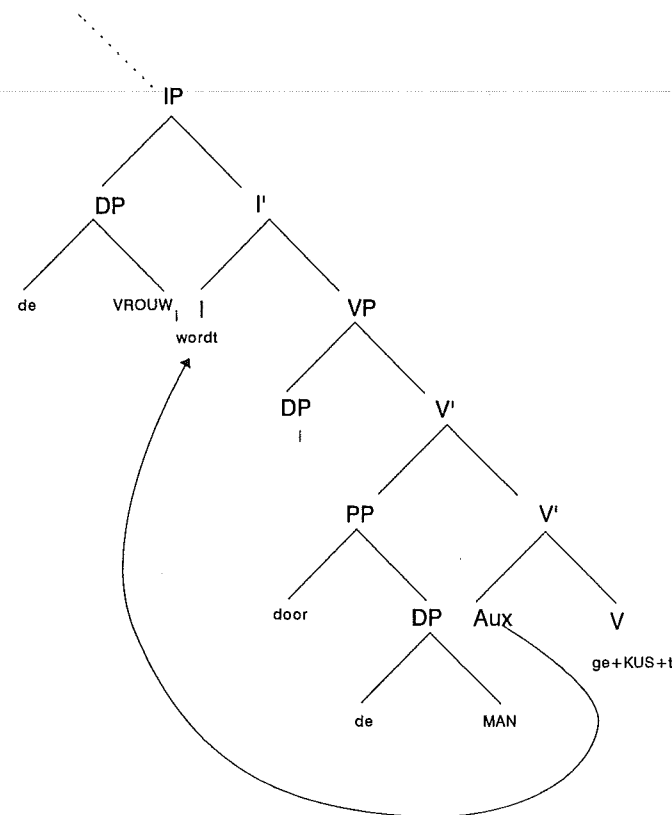 IP
DP I'
de VROUW i I VP
wordt
DP V'
i
PP V'
door DP Aux V
ge+KUS+t
de MAN